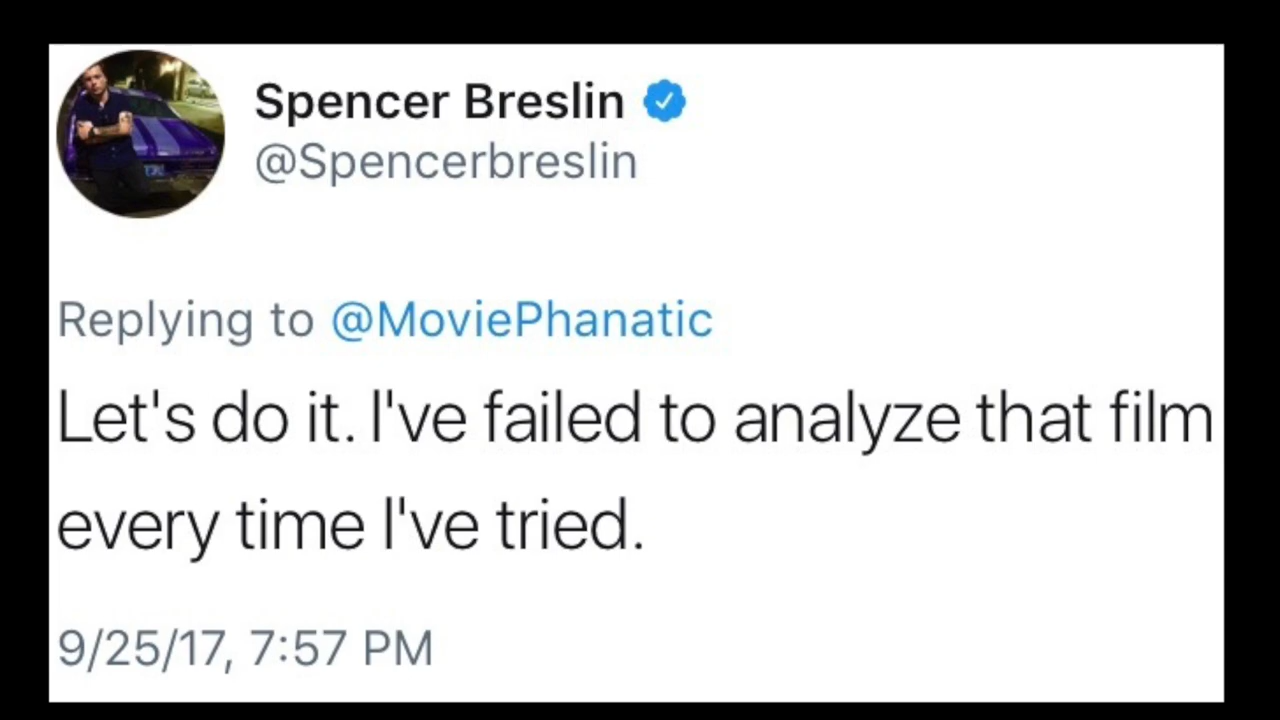 Spencer Breslin
@Spencerbreslin
Replying to @MoviePhanatic
Let's do it. I've failed to analyze that film
every time I've tried.
9/25/17, 7:57 PM